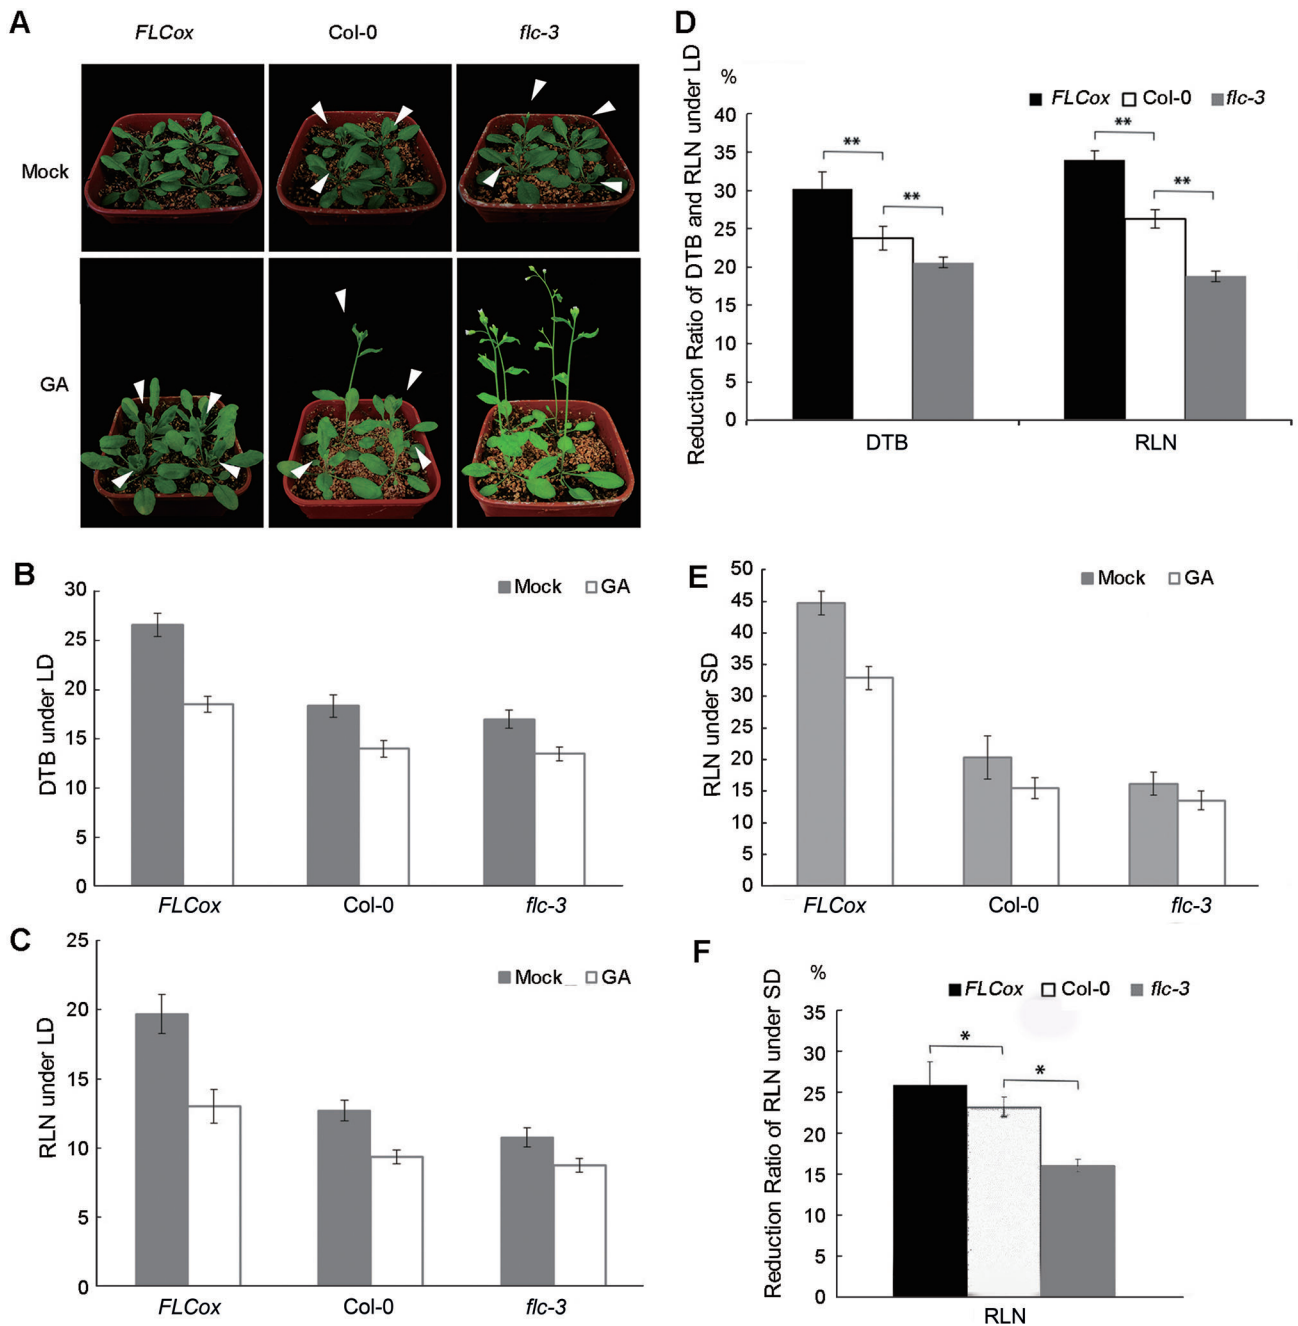 A
FLCox Col-0 flc-3
Mock
GA
B
DTB under LD
30
25
20
15
10
5
0
Mock GA
FLCox Col-0 flc-3
C
RLN under LD
25
20
15
10
5
0
Mock GA
FLCox Col-0 flc-3
D
Reduction Ratio of DTB and RLN under LD
%
40
35
30
25
20
15
10
5
0
FLCox Col-0 flc-3
** **
** **
DTB RLN
E
RLN under SD
50
45
40
35
30
25
20
15
10
5
0
Mock GA
FLCox Col-0 flc-3
F
Reduction Ratio of RLN under SD
%
35
30
25
20
15
10
5
0
FLCox Col-0 flc-3
*
*
RLN